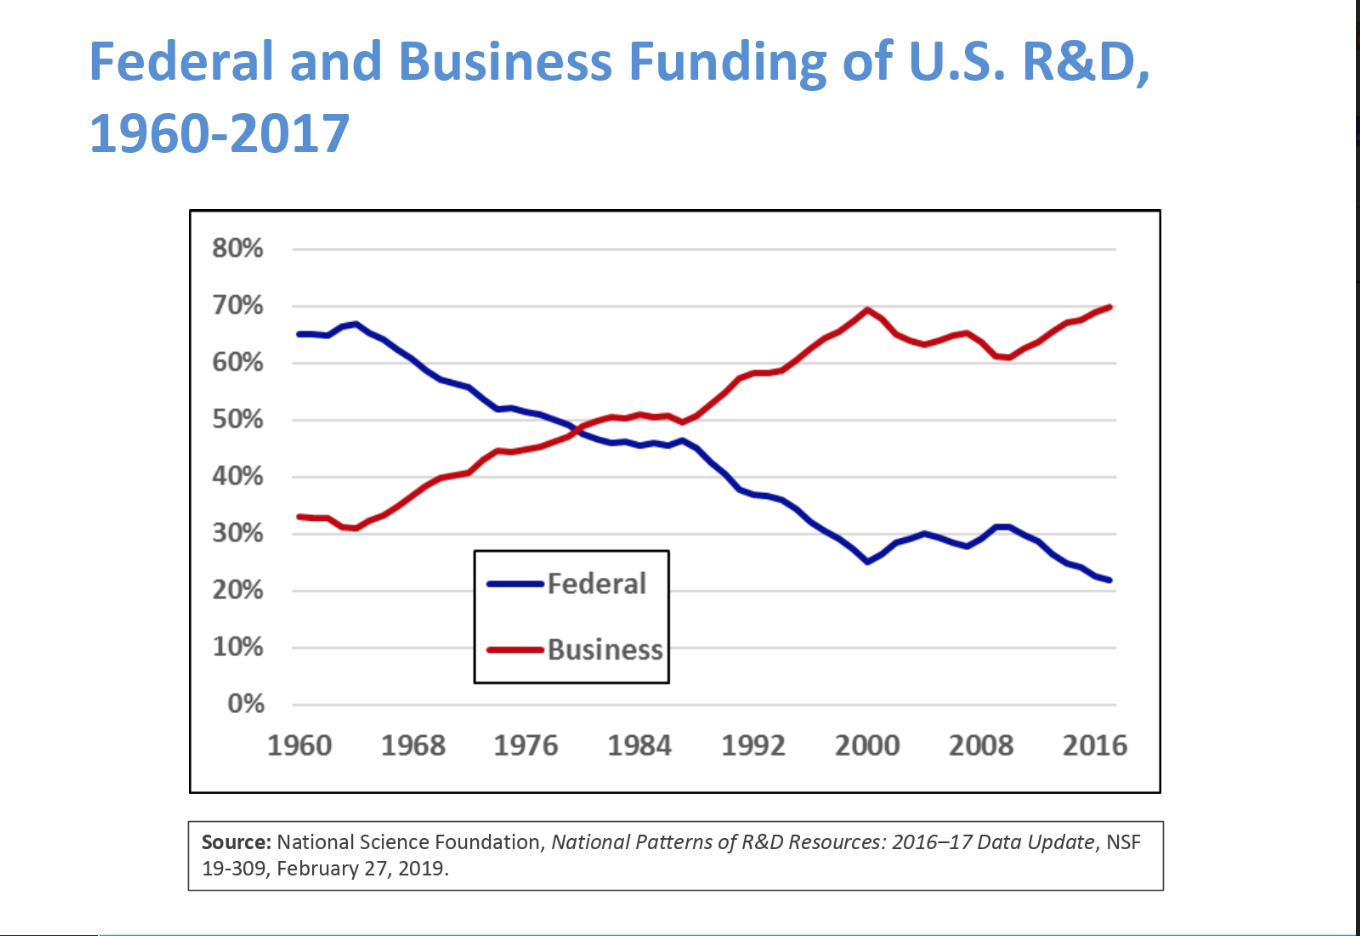 Federal and Business Funding of U.S. R&D,
1960-2017
80%
70%
60%
50%
40%
30%
20%
10%
0%
Federal
Business
1960 1968 1976 1984 1992 2000 2008 2016
Source: National Science Foundation, National Patterns of R&D Resources: 2016–17 Data Update, NSF
19-309, February 27, 2019.